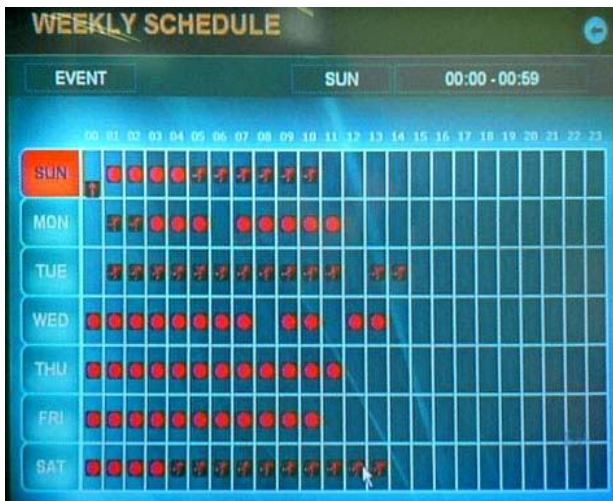 WEEKLY SCHEDULE
EVENT SUN 00:00 - 00:59
00 01 02 03 04 05 06 07 08 09 10 11 12 13 14 15 16 17 18 19 20 21 22 23
SUN
MON
TUE
WED
THU
FRI
SAT